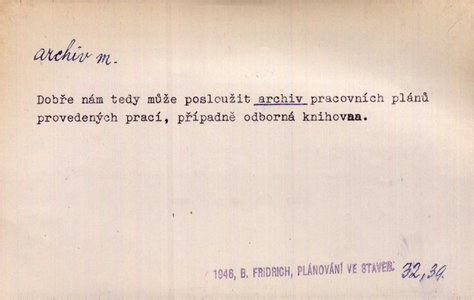 archiv m.
Dobře nám tedy může posloužit archiv pracovních plánů
provedených prací, případně odborná knihovna.
1946, B. FRIDRICH, PLÁNOVÁNÍ VE STAVEB. 32,39.